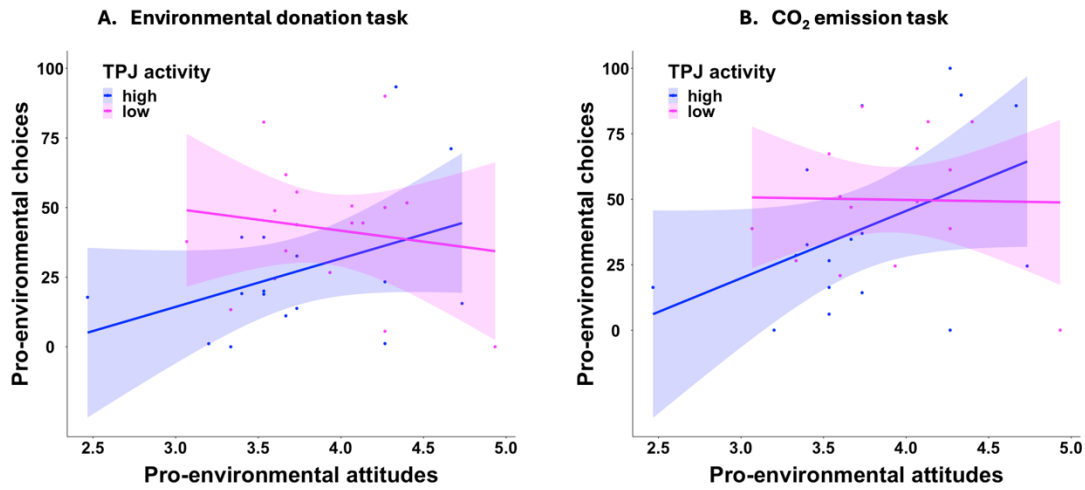 A. Environmental donation task
TPJ activity
high
low
Pro-environmental choices
100
75
50
25
0
2.5 3.0 3.5 4.0 4.5 5.0
Pro-environmental attitudes
B. CO₂ emission task
TPJ activity
high
low
Pro-environmental choices
100
75
50
25
0
2.5 3.0 3.5 4.0 4.5 5.0
Pro-environmental attitudes